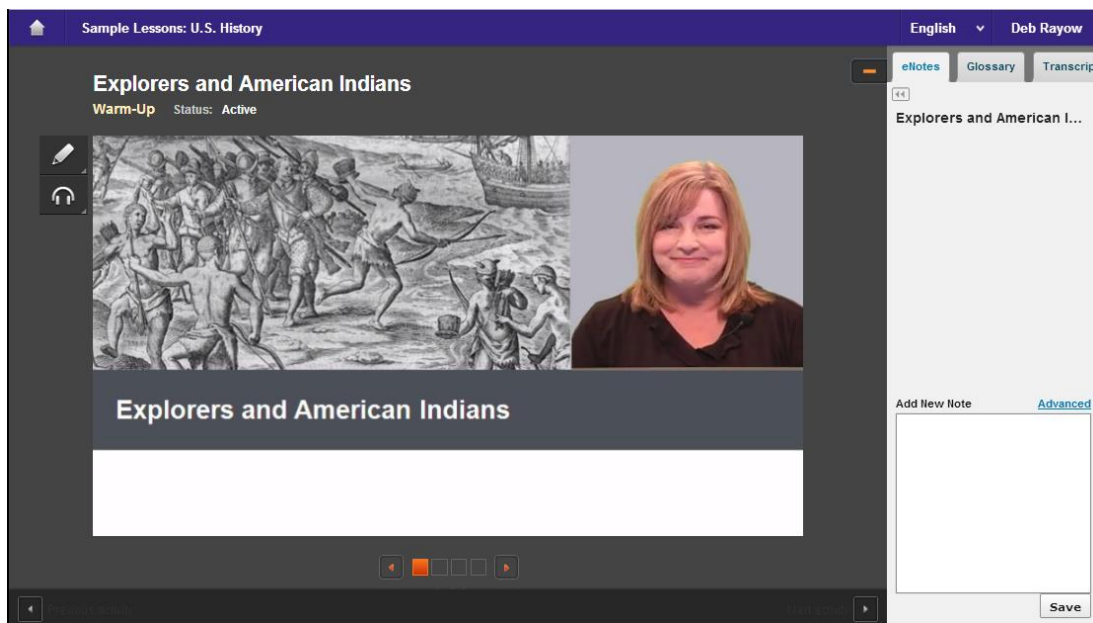 Sample Lessons: U.S. History
English
Deb Rayow
Explorers and American Indians
Warm-Up Status: Active
eNotes Glossary Transcrip
Explorers and American I...
Explorers and American Indians
Add New Note Advanced
Save